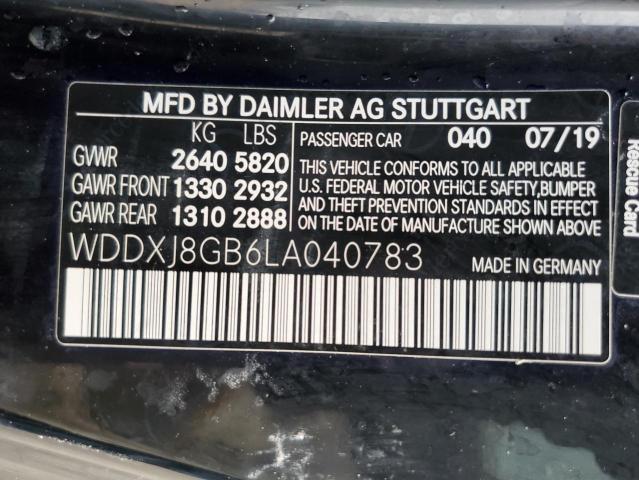 MFD BY DAIMLER AG STUTTGART
KG LBS
GVWR 2640 5820
GAWR FRONT 1330 2932
GAWR REAR 1310 2888
PASSENGER CAR 040 07/19
THIS VEHICLE CONFORMS TO ALL APPLICABLE
U.S. FEDERAL MOTOR VEHICLE SAFETY,BUMPER
AND THEFT PREVENTION STANDARDS IN EFFECT
ON THE DATE OF MANUFACTURE SHOWN ABOVE.
WDDXJ8GB6LA040783 MADE IN GERMANY
Rescue Card